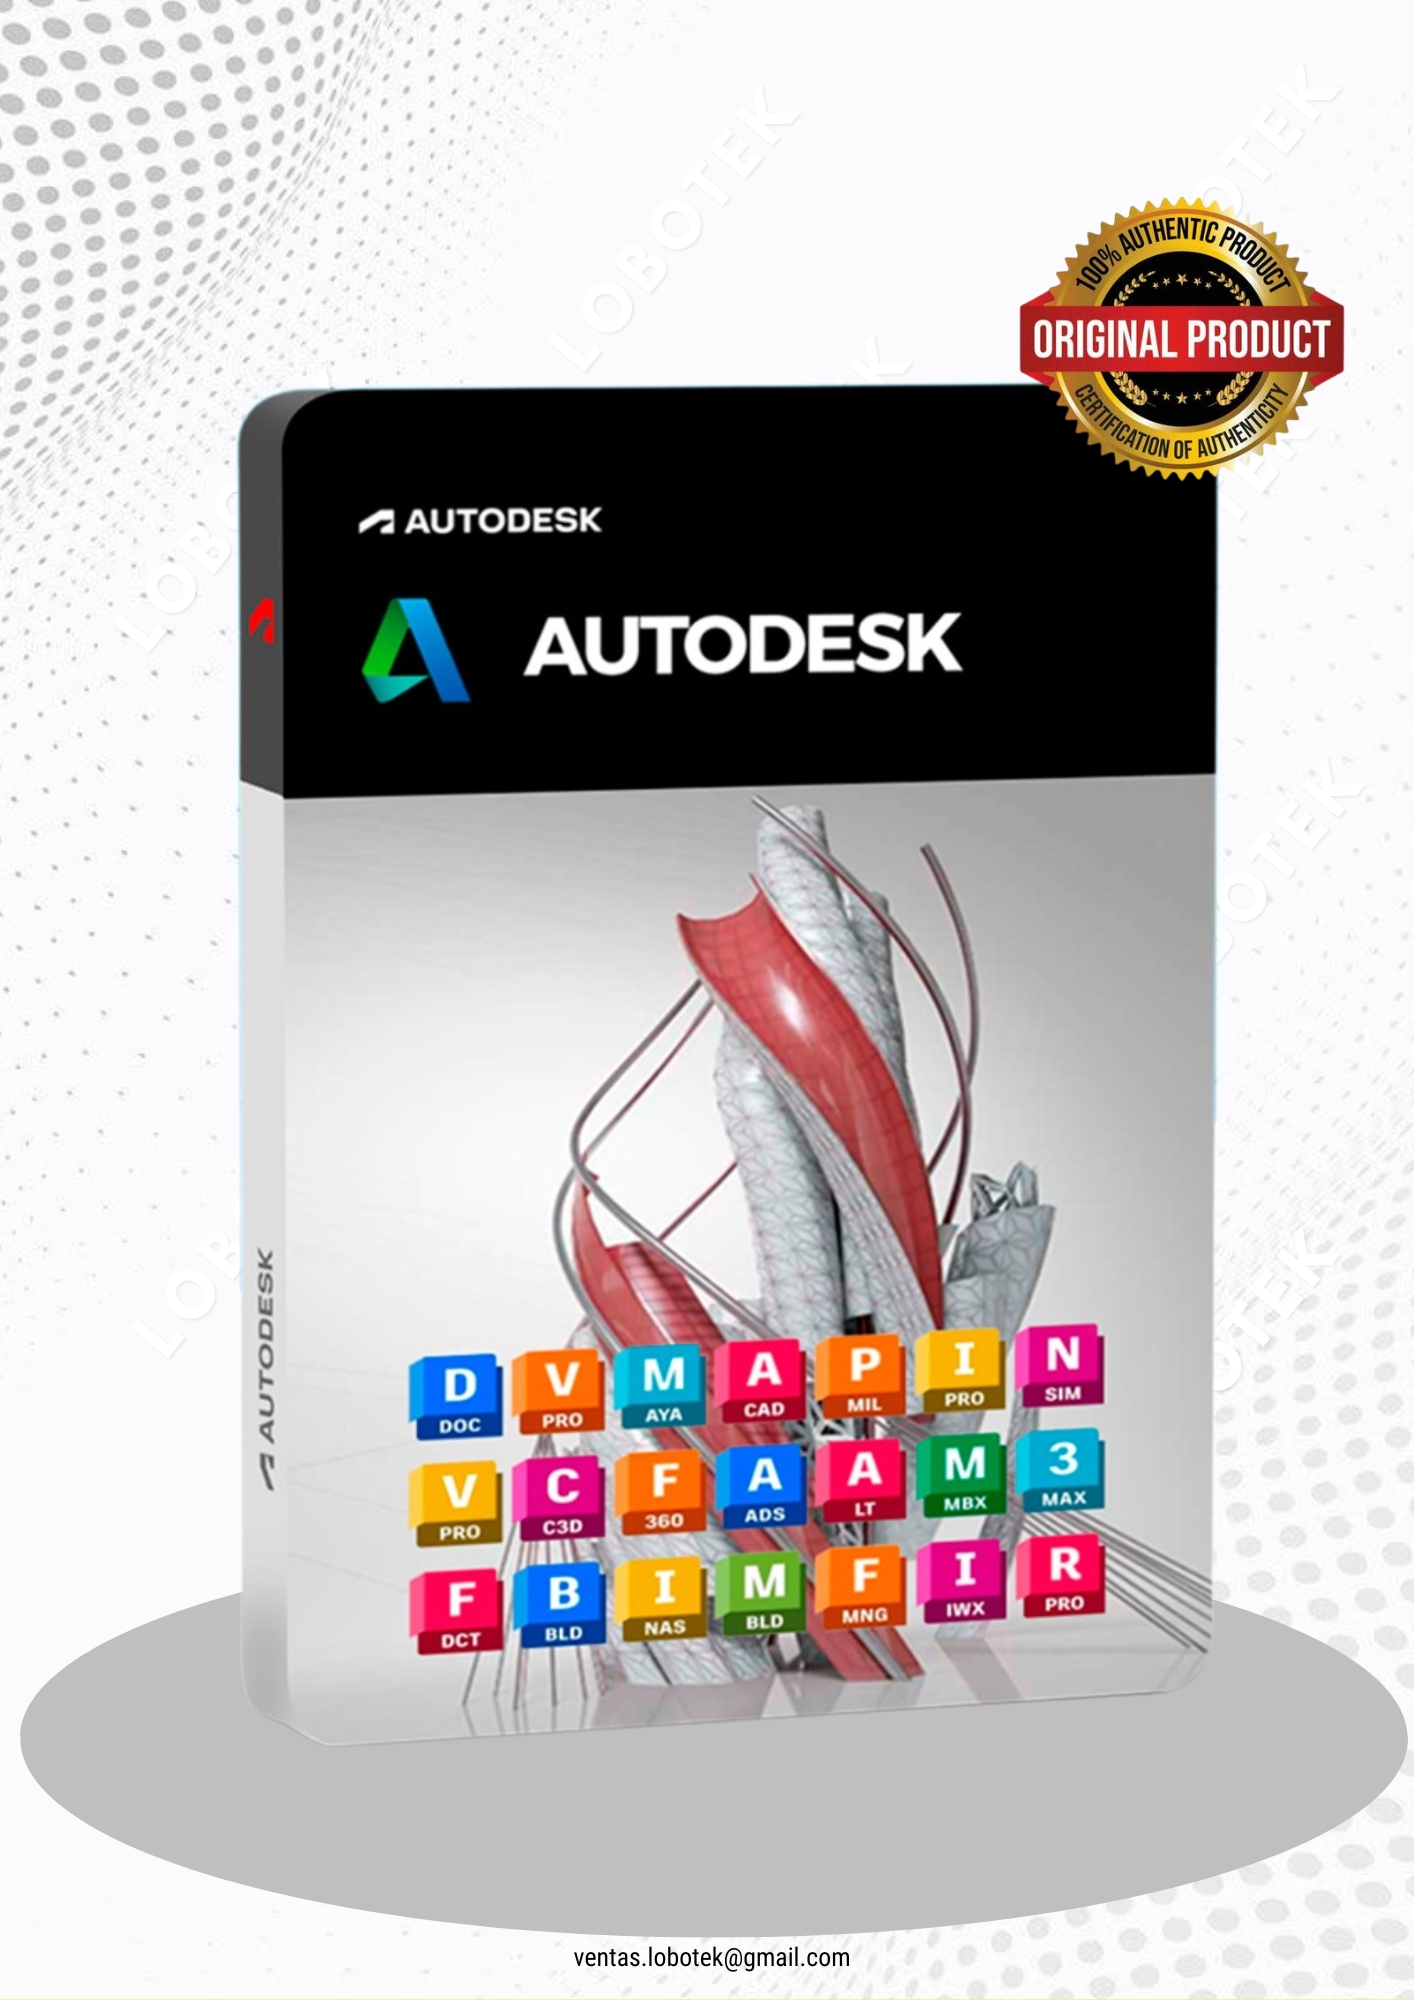 LOBOTEK
100% AUTHENTIC PRODUCT
ORIGINAL PRODUCT
CERTIFICATION OF AUTHENTICITY
AUTODESK
AUTODESK
AUTODESK
D
DOC
V
PRO
M
AYA
A
CAD
P
MIL
I
PRO
N
SIM
V
PRO
C
C3D
F
360
A
ADS
A
LT
M
MBX
3
MAX
F
DCT
B
BLD
I
NAS
M
BLD
F
MNG
I
IWX
R
PRO
ventas.lobotek@gmail.com